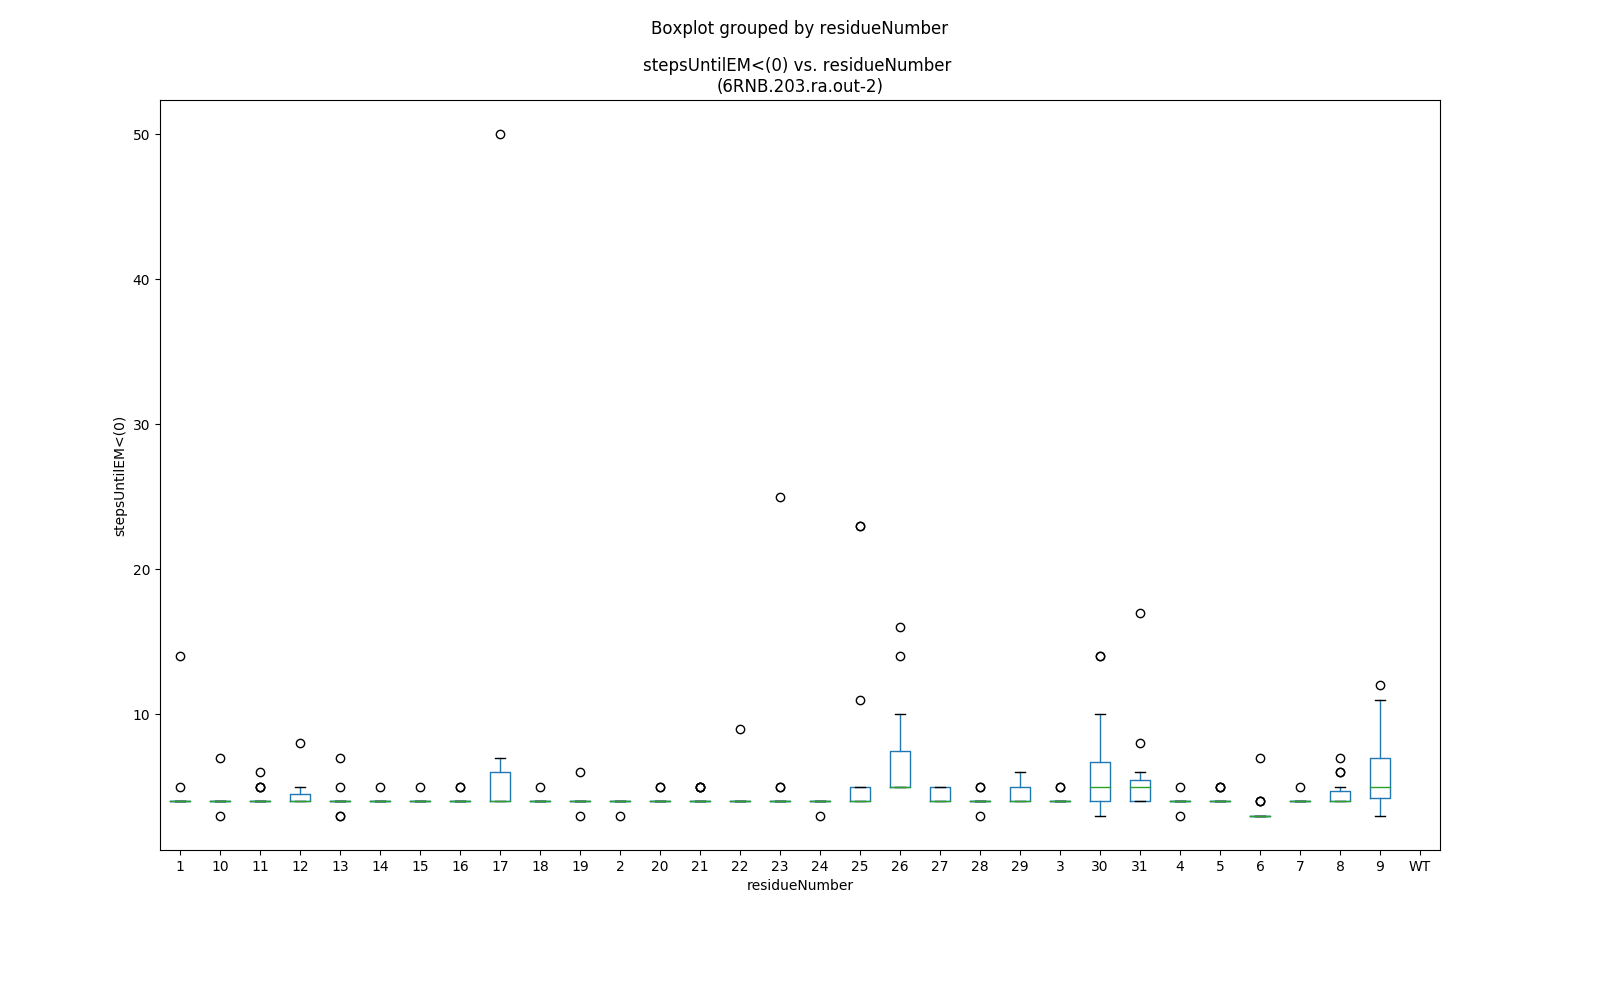 Boxplot grouped by residueNumber
stepsUntilEM<(0) vs. residueNumber
(6RNB.203.ra.out-2)
50
40
30
20
10
stepsUntilEM<(0)
1 10 11 12 13 14 15 16 17 18 19 2 20 21 22 23 24 25 26 27 28 29 3 30 31 4 5 6 7 8 9 WT
residueNumber